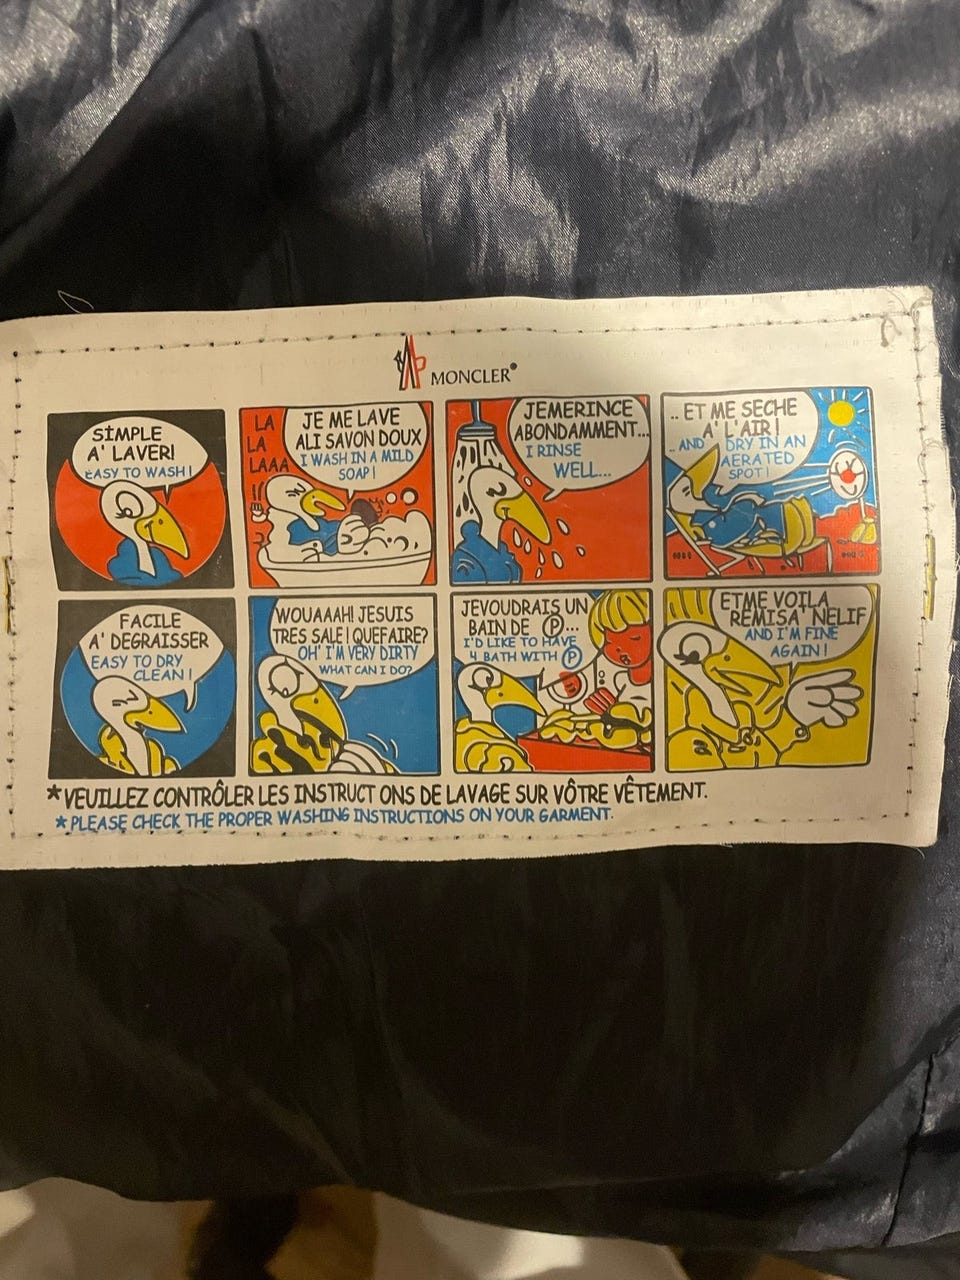 MONCLER
SIMPLE
A' LAVER!
EASY TO WASH!
LA
LA
LAAA
JE ME LAVE
ALI SAVON DOUX
I WASH IN A MILD
SOAP!
JEMERINCE
ABONDAMMENT...
I RINSE
WELL...
.. ET ME SECHE
A' L'AIR!
.. AND DRY IN AN
AERATED
SPOT!
FACILE
A' DEGRAISSER
EASY TO DRY
CLEAN!
WOUAAAH! JESUIS
TRES SALE! QUEFAIRE?
OH' I'M VERY DIRTY
WHAT CAN I DO?
JEVOUDRAIS UN
BAIN DE P...
I'D LIKE TO HAVE
4 BATH WITH P
ETME VOILA
REMISA' NELIF
AND I'M FINE
AGAIN!
*VEUILLEZ CONTRÔLER LES INSTRUCT ONS DE LAVAGE SUR VÔTRE VÊTEMENT.
*PLEASE CHECK THE PROPER WASHING INSTRUCTIONS ON YOUR GARMENT.